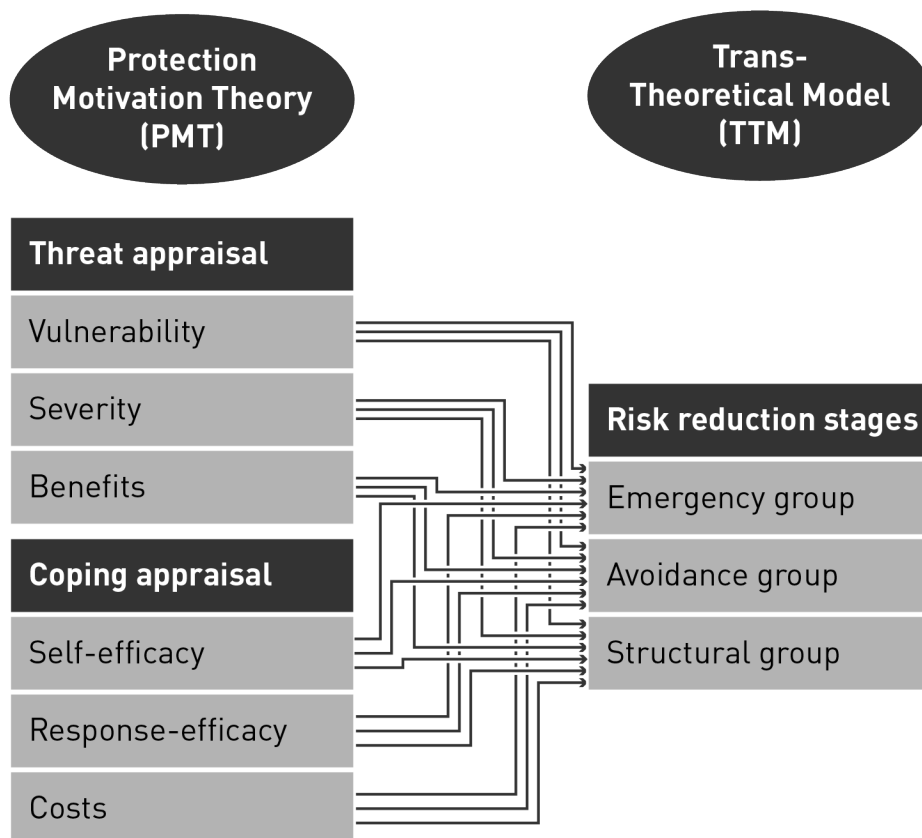 Protection
Motivation Theory
(PMT)
Trans-
Theoretical Model
(TTM)
Threat appraisal
Vulnerability
Severity
Benefits
Coping appraisal
Self-efficacy
Response-efficacy
Costs
Risk reduction stages
Emergency group
Avoidance group
Structural group